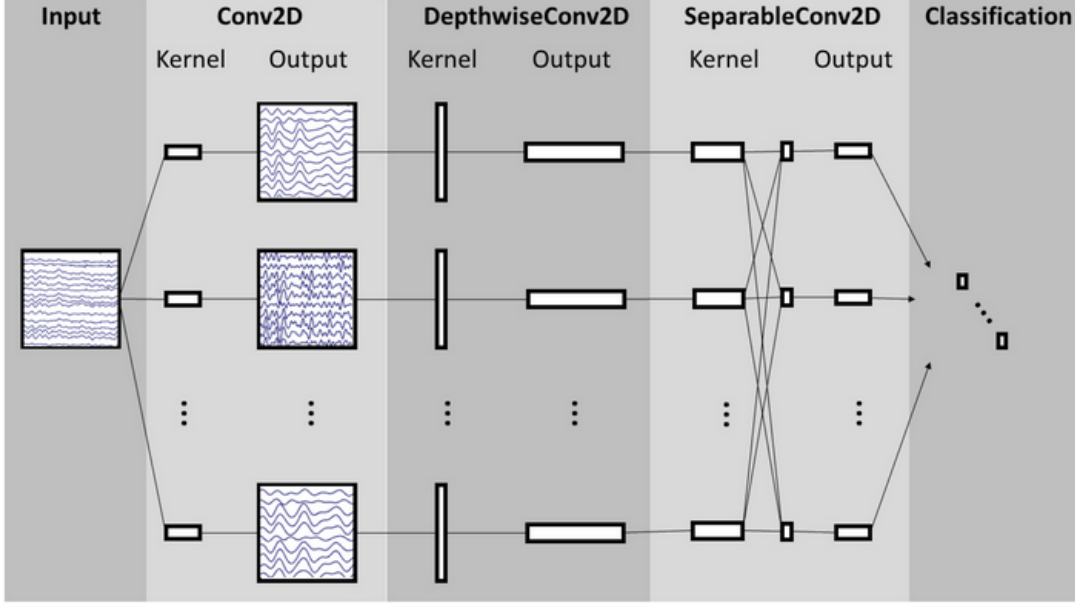 Input Conv2D DepthwiseConv2D SeparableConv2D Classification
Kernel Output Kernel Output Kernel Output